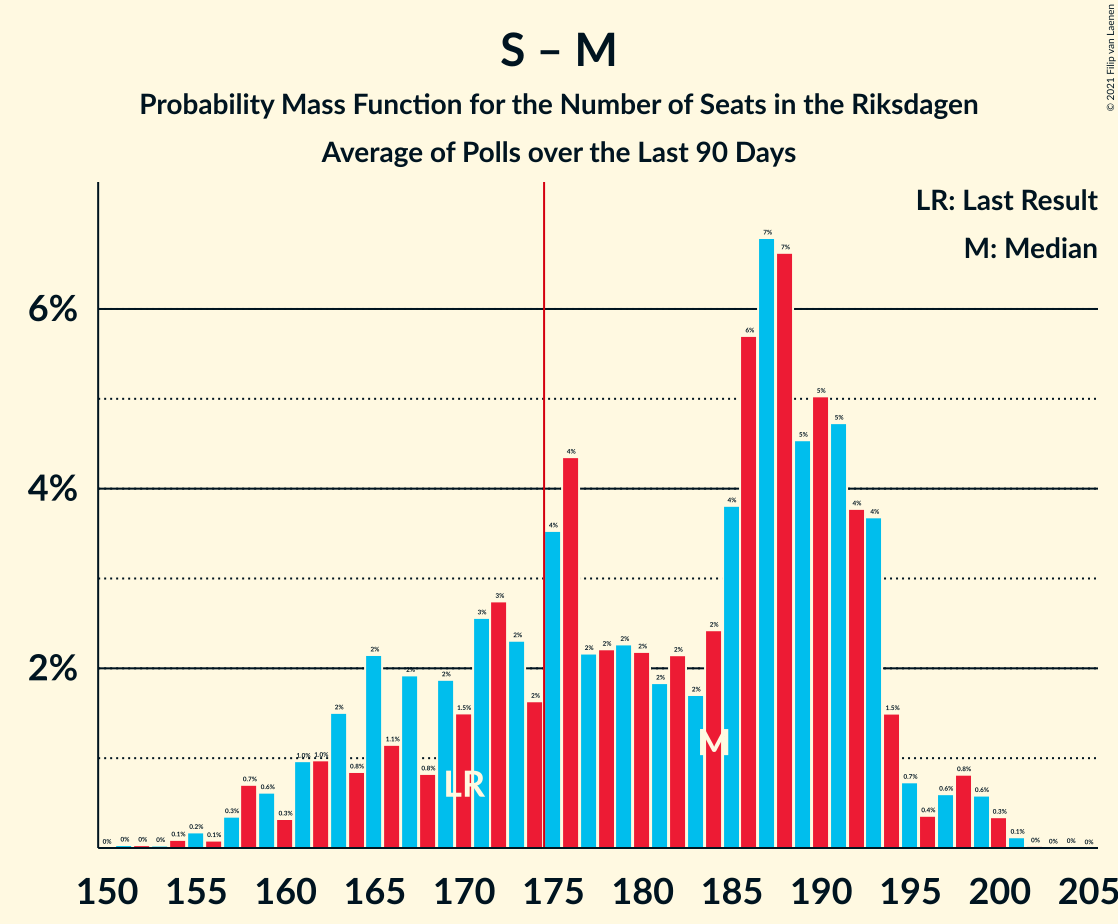 S – M
Probability Mass Function for the Number of Seats in the Riksdagen
Average of Polls over the Last 90 Days
© 2021 Filip van Laenen
LR: Last Result
M: Median
6%
4%
2%
0% 0% 0% 0% 0.1% 0.2% 0.1% 0.3% 0.7% 0.6% 0.3% 1.0% 1.0% 2% 0.8% 2% 1.1% 2% 0.8% 2% 1.5% 3% 3% 2% 2% 4% 4% 2% 2% 2% 2% 2% 2% 2% 2% 4% 6% 7% 7% 5% 5% 5% 4% 4% 1.5% 0.7% 0.4% 0.6% 0.8% 0.6% 0.3% 0.1% 0% 0% 0% 0%
LR
M
150 155 160 165 170 175 180 185 190 195 200 205